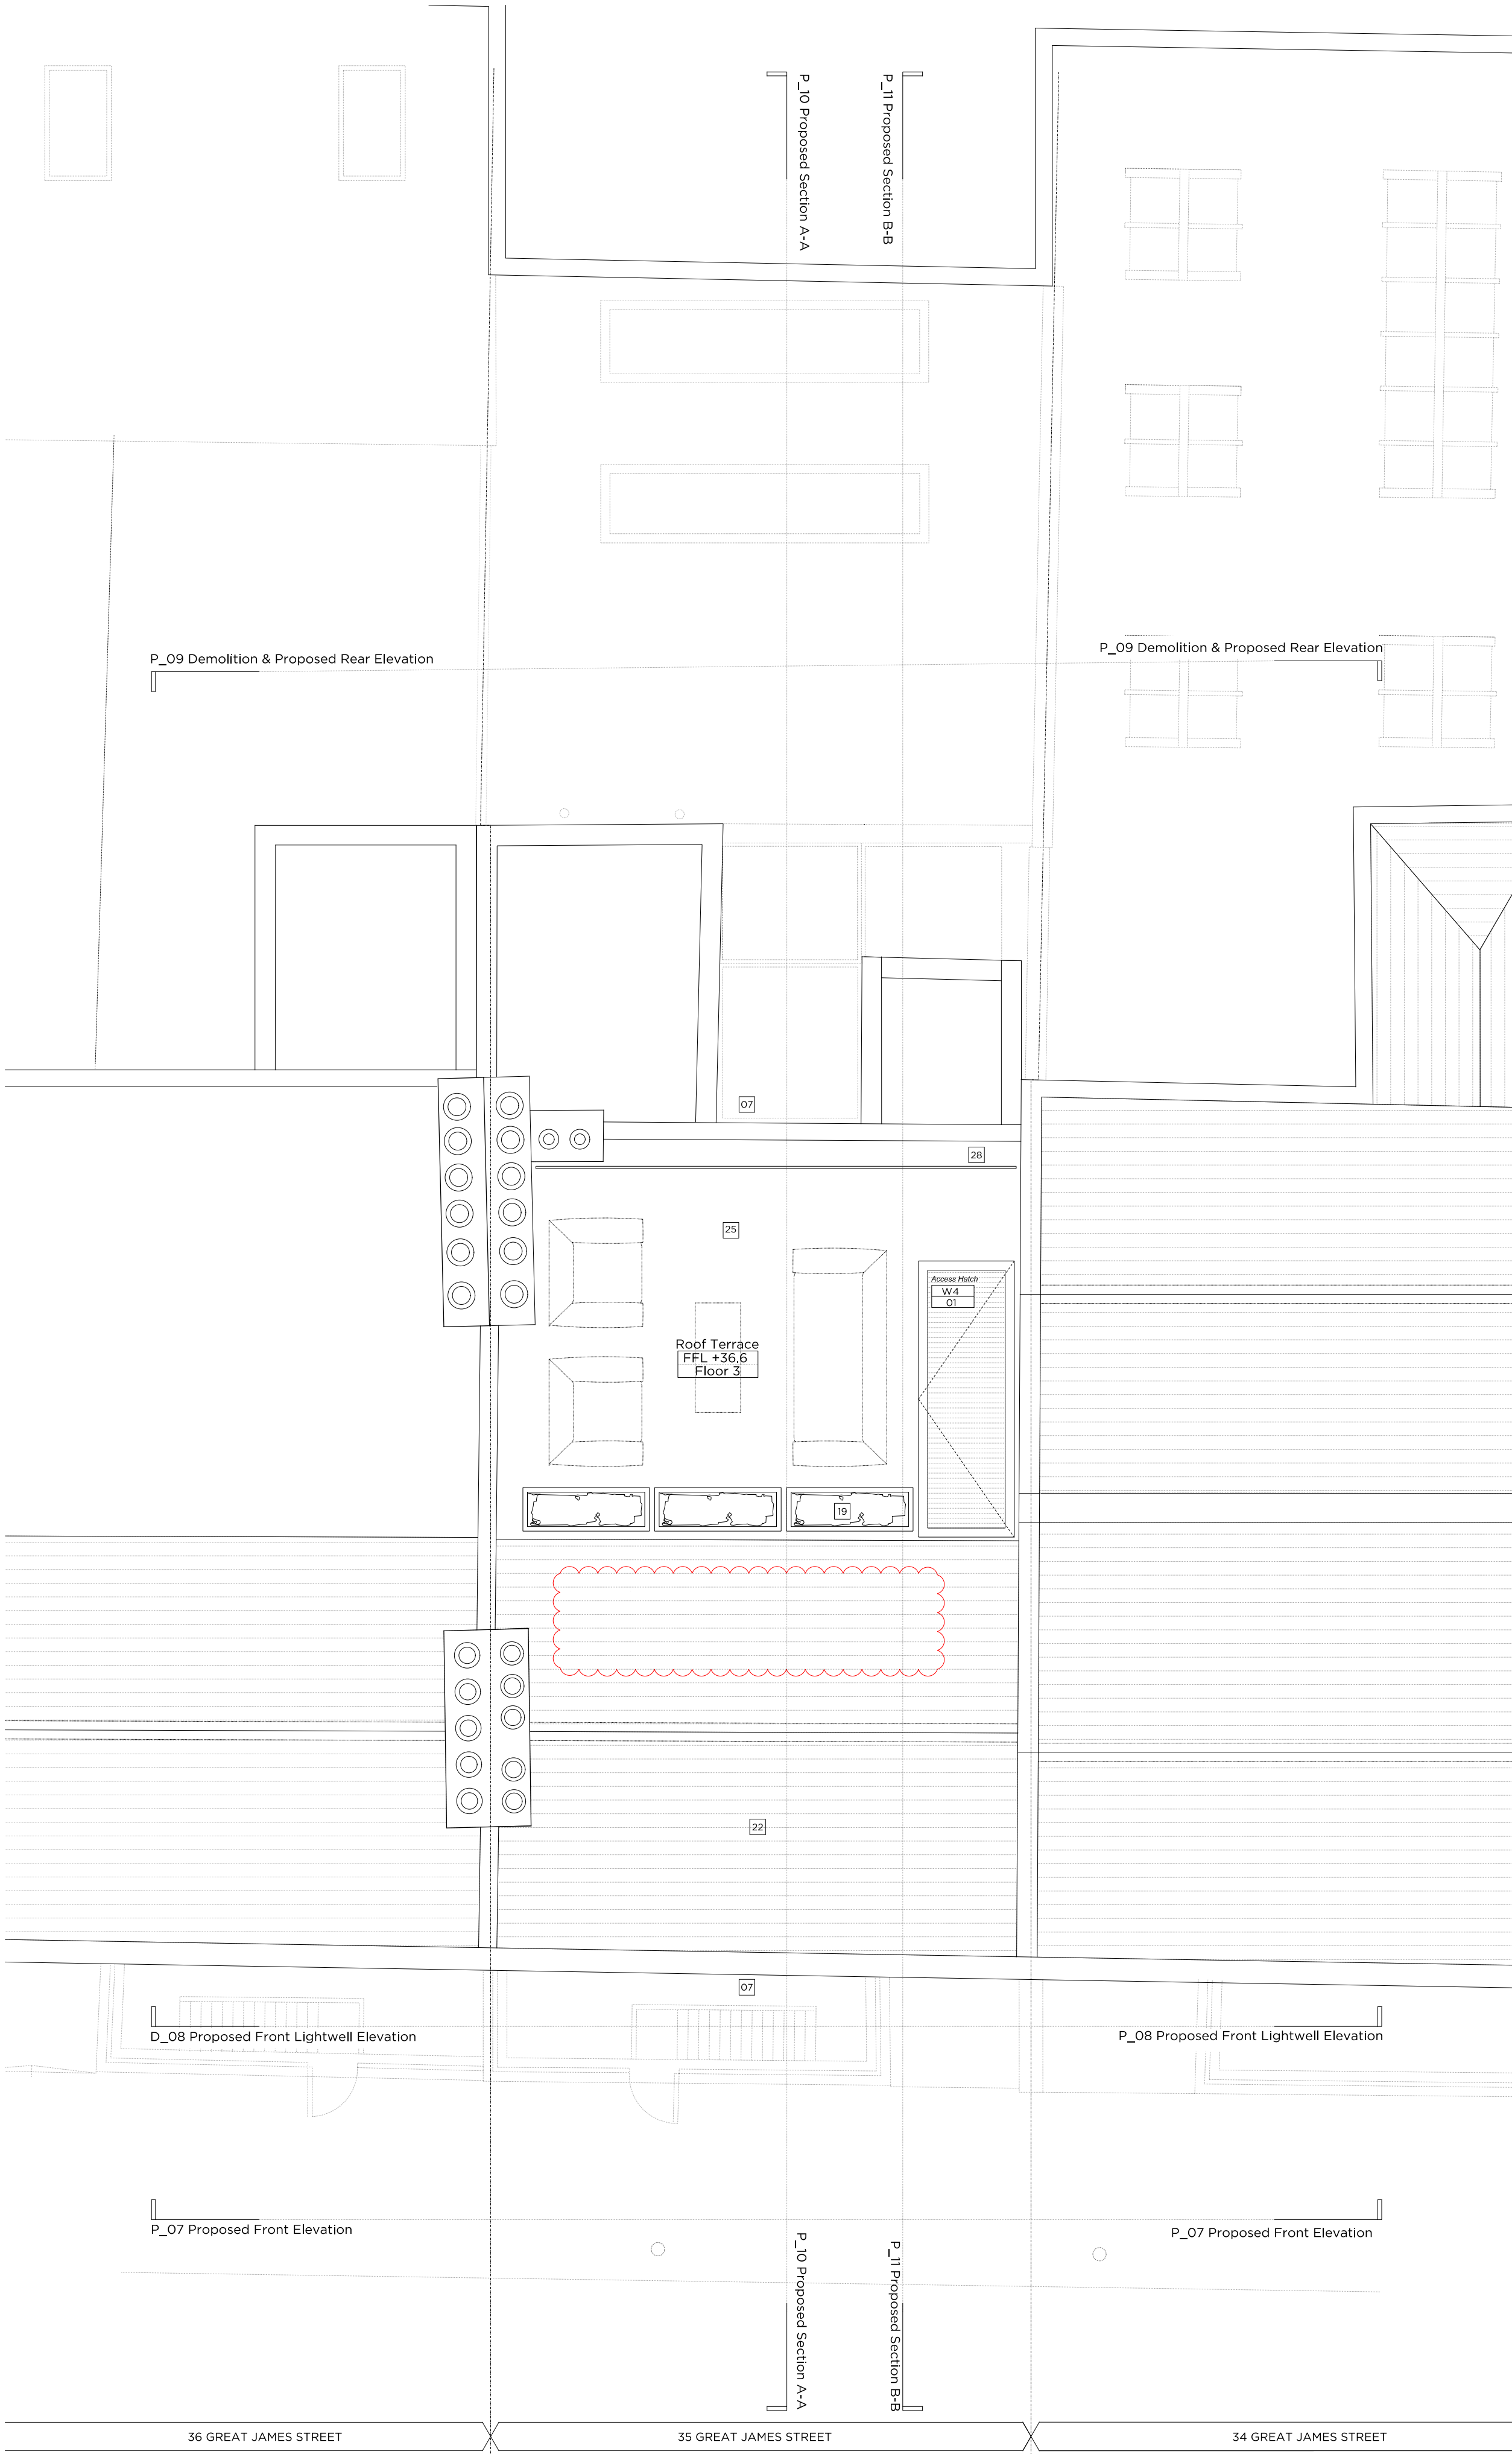 P_10 Proposed Section A-A
P_11 Proposed Section B-B
P_09 Demolition & Proposed Rear Elevation
P_09 Demolition & Proposed Rear Elevation
07
28
25
Access Hatch
W4
01
Roof Terrace
FFL +36.6
Floor 3
19
22
07
D_08 Proposed Front Lightwell Elevation
P_08 Proposed Front Lightwell Elevation
P_07 Proposed Front Elevation
P_07 Proposed Front Elevation
P_10 Proposed Section A-A
P_11 Proposed Section B-B
36 GREAT JAMES STREET
35 GREAT JAMES STREET
34 GREAT JAMES STREET